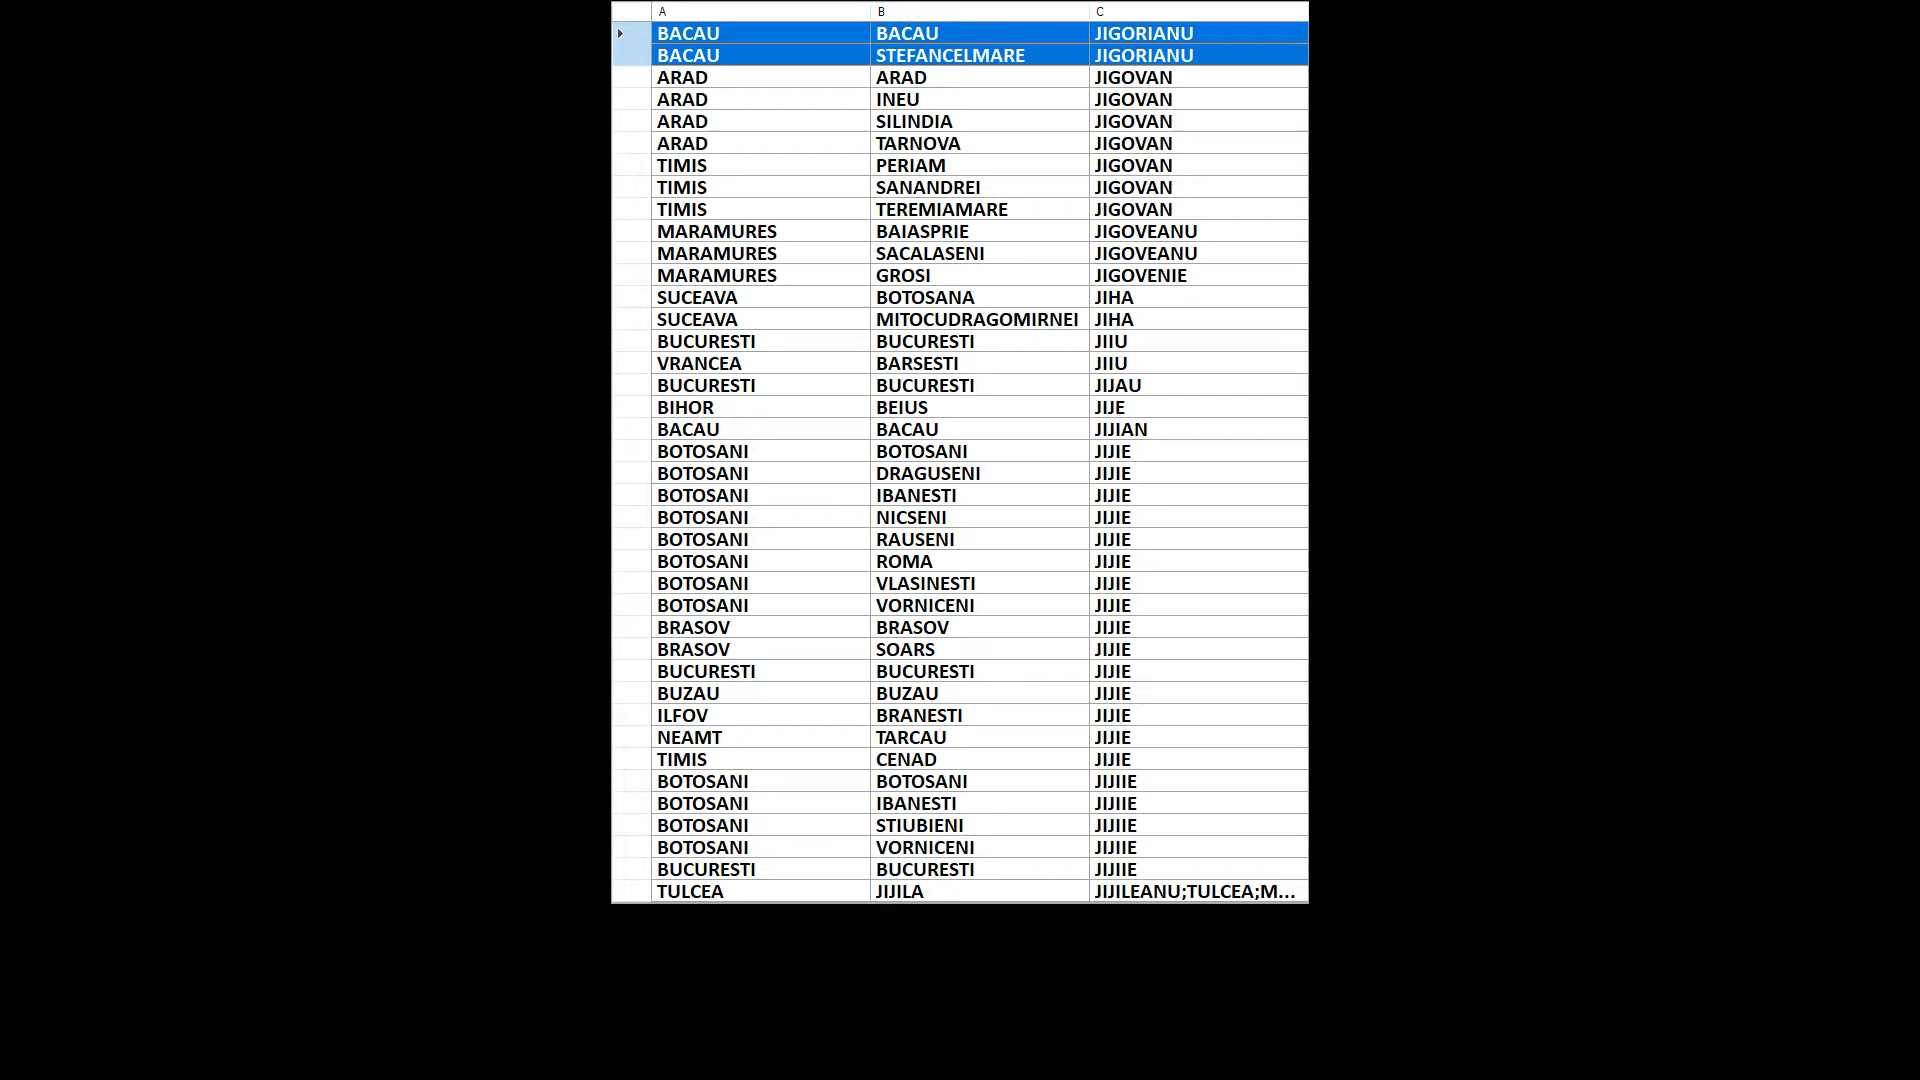 A B C
BACAU BACAU JIGORIANU
BACAU STEFANCELMARE JIGORIANU
ARAD ARAD JIGOVAN
ARAD INEU JIGOVAN
ARAD SILINDIA JIGOVAN
ARAD TARNOVA JIGOVAN
TIMIS PERIAM JIGOVAN
TIMIS SANANDREI JIGOVAN
TIMIS TEREMIAMARE JIGOVAN
MARAMURES BAIASPRIE JIGOVEANU
MARAMURES SACALASENI JIGOVEANU
MARAMURES GROSI JIGOVENIE
SUCEAVA BOTOSANA JIHA
SUCEAVA MITOCUDRAGOMIRNEI JIHA
BUCURESTI BUCURESTI JIIU
VRANCEA BARSESTI JIIU
BUCURESTI BUCURESTI JIJAU
BIHOR BEIUS JIJE
BACAU BACAU JIJIAN
BOTOSANI BOTOSANI JIJIE
BOTOSANI DRAGUSENI JIJIE
BOTOSANI IBANESTI JIJIE
BOTOSANI NICSENI JIJIE
BOTOSANI RAUSENI JIJIE
BOTOSANI ROMA JIJIE
BOTOSANI VLASINESTI JIJIE
BOTOSANI VORNICENI JIJIE
BRASOV BRASOV JIJIE
BRASOV SOARS JIJIE
BUCURESTI BUCURESTI JIJIE
BUZAU BUZAU JIJIE
ILFOV BRANESTI JIJIE
NEAMT TARCAU JIJIE
TIMIS CENAD JIJIE
BOTOSANI BOTOSANI JIJIIE
BOTOSANI IBANESTI JIJIIE
BOTOSANI STIUBIENI JIJIIE
BOTOSANI VORNICENI JIJIIE
BUCURESTI BUCURESTI JIJIIE
TULCEA JIJILA JIJILEANU;TULCEA;M...